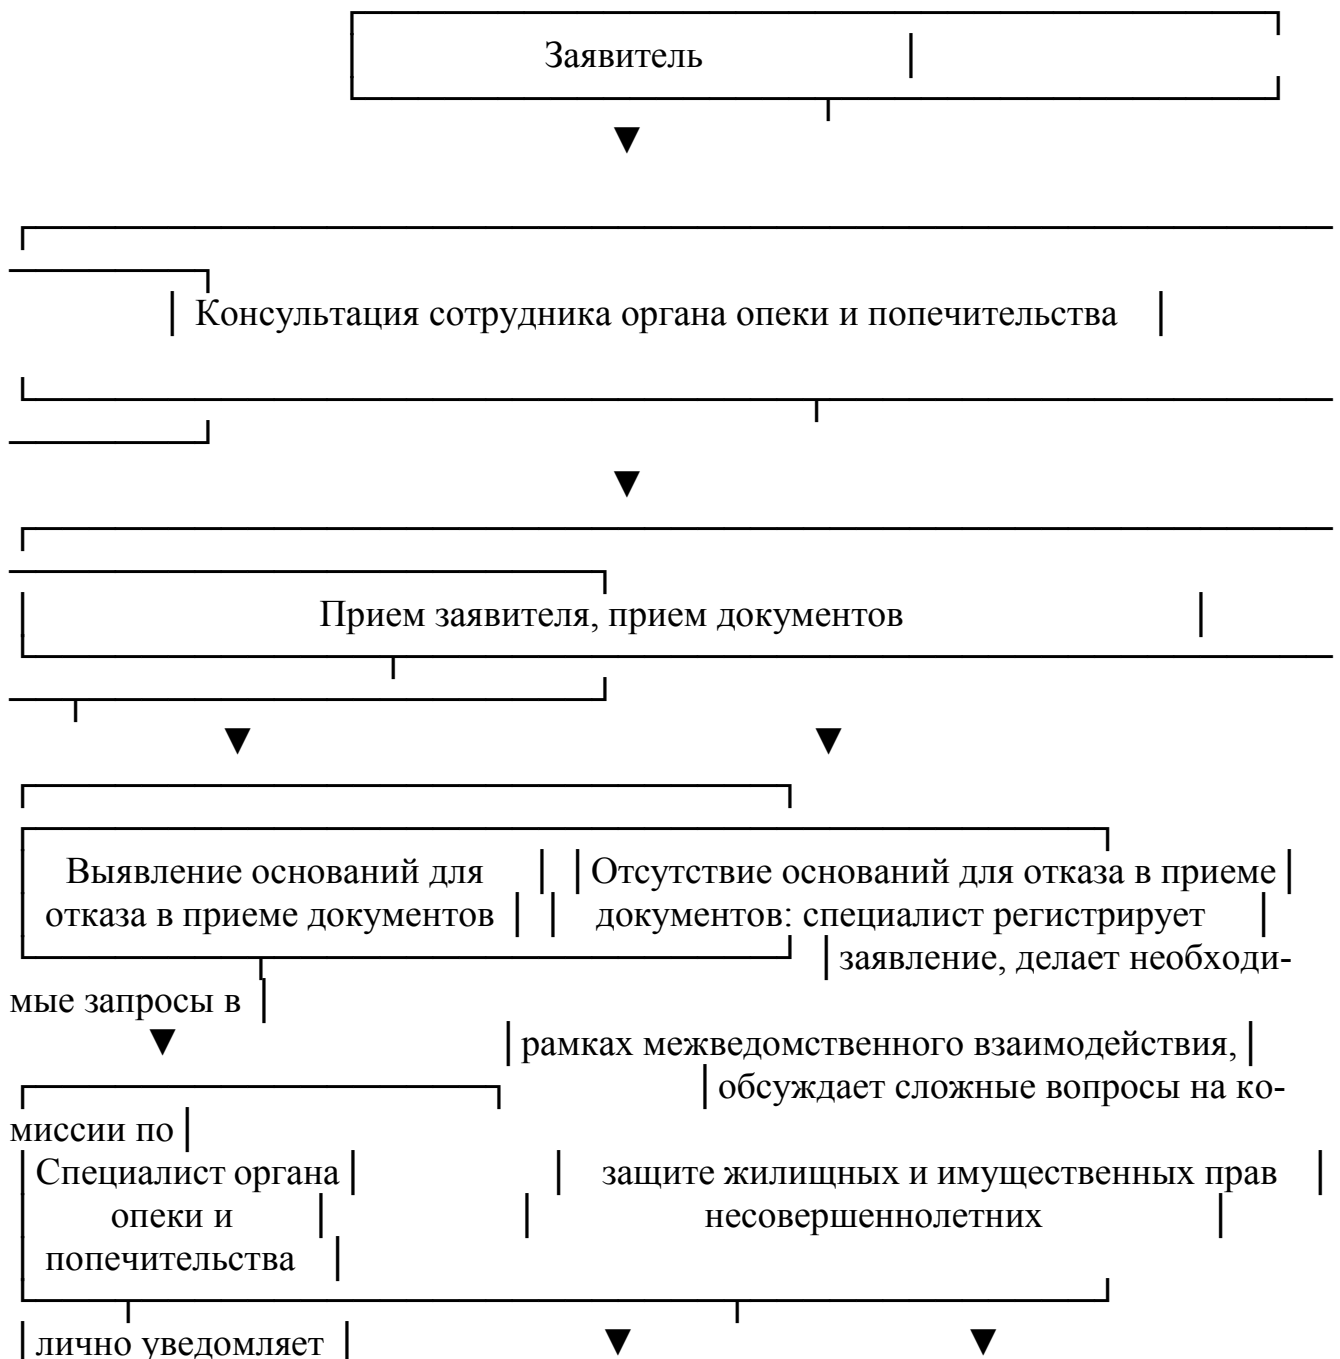 Заявитель
Консультация сотрудника органа опеки и попечительства
Прием заявителя, прием документов
Выявление оснований для Отсутствие оснований для отказа в приеме
отказа в приеме документов документов: специалист регистрирует
заявление, делает необходи-
мые запросы в
рамках межведомственного взаимодействия,
обсуждает сложные вопросы на ко-
миссии по
Специалист органа защите жилищных и имущественных прав
опеки и несовершеннолетних
попечительства
лично уведомляет